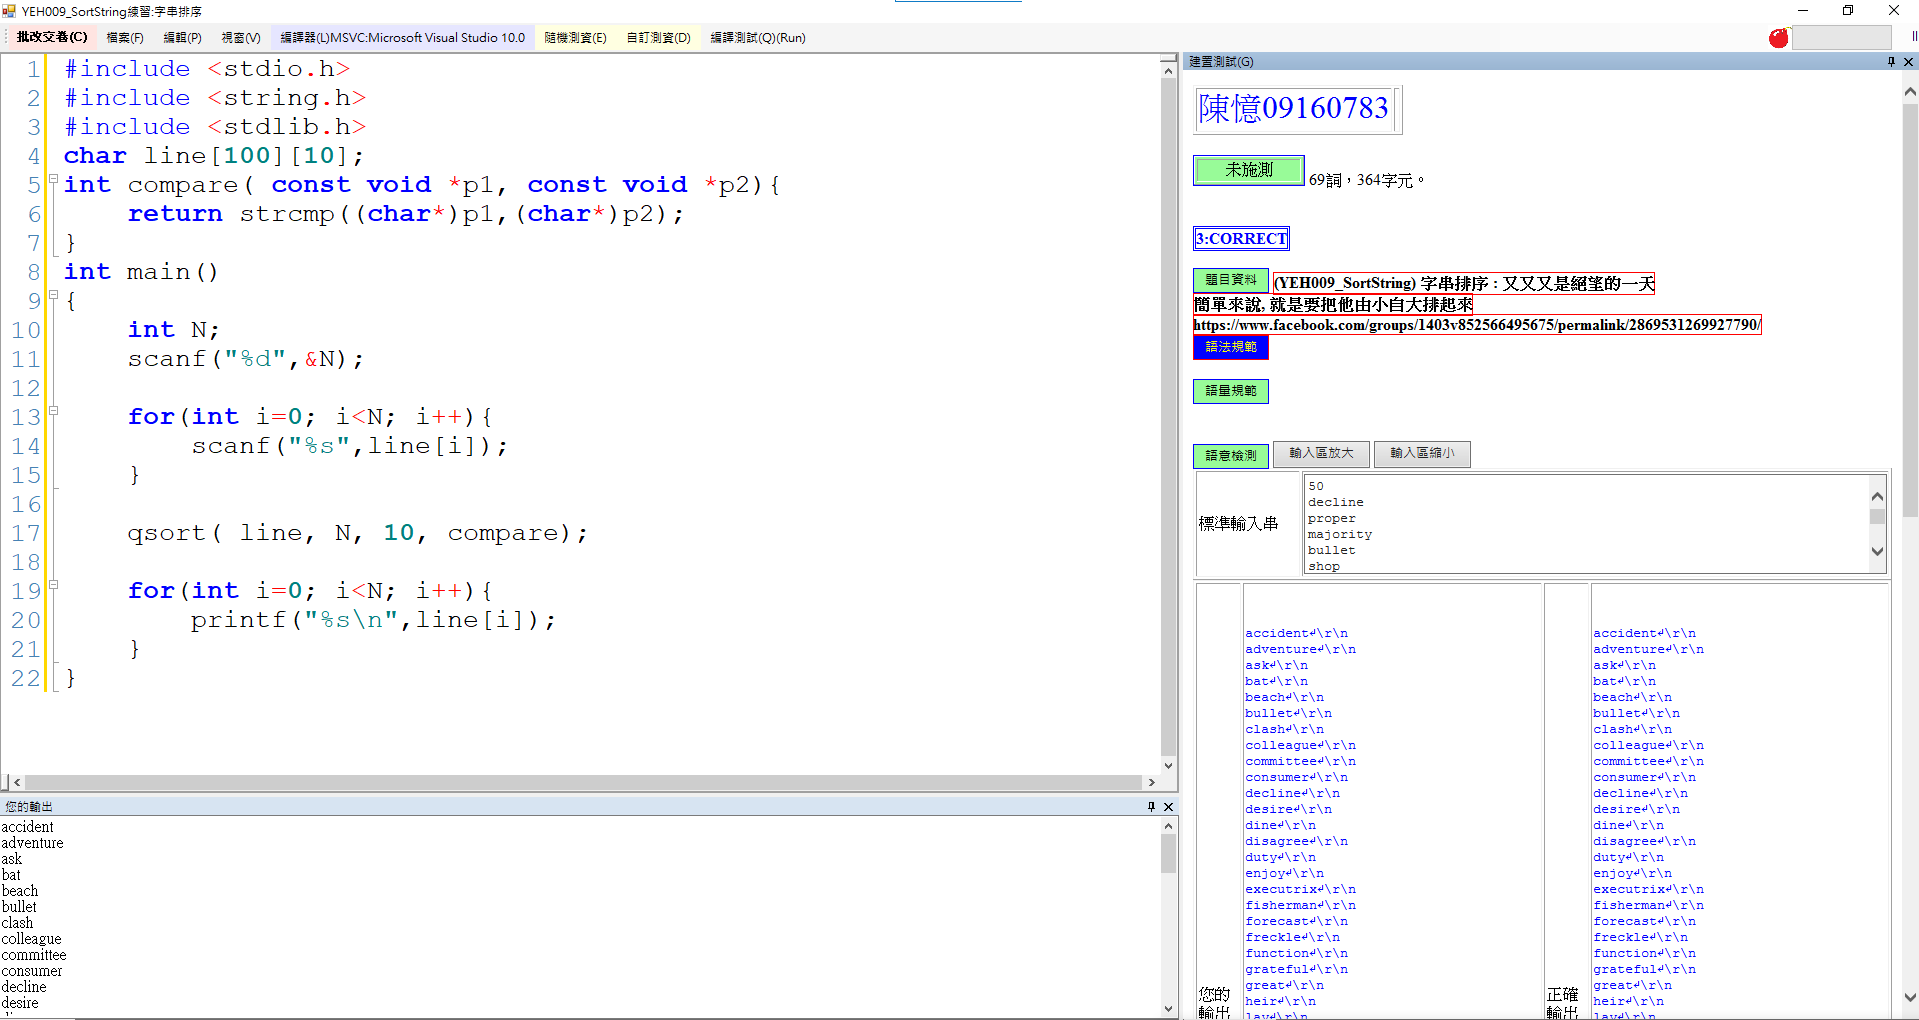 YEH009_SortString練習:字串排序
批改交卷(C) 檔案(F) 編輯(P) 視窗(V) 編譯器(L)MSVC:Microsoft Visual Studio 10.0 隨機測資(E) 自訂測資(D) 編譯測試(Q)(Run)
1 #include <stdio.h>
2 #include <string.h>
3 #include <stdlib.h>
4 char line[100][10];
5 int compare( const void *p1, const void *p2){
6     return strcmp((char*)p1,(char*)p2);
7 }
8 int main()
9 {
10     int N;
11     scanf("%d",&N);
12
13     for(int i=0; i<N; i++){
14         scanf("%s",line[i]);
15     }
16
17     qsort( line, N, 10, compare);
18
19     for(int i=0; i<N; i++){
20         printf("%s\n",line[i]);
21     }
22 }
您的輸出
accident
adventure
ask
bat
beach
bullet
clash
colleague
committee
consumer
decline
desire
建置測試(G)
陳憶09160783
未施測 69詞，364字元。
3:CORRECT
題目資料 (YEH009_SortString) 字串排序 : 又又又是絕望的一天
簡單來說, 就是要把他由小自大排起來
https://www.facebook.com/groups/1403v852566495675/permalink/2869531269927790/
語法規範
語量規範
語意檢測 輸入區放大 輸入區縮小
標準輸入串
50
decline
proper
majority
bullet
shop
您的輸出
accident↵\r\n
adventure↵\r\n
ask↵\r\n
bat↵\r\n
beach↵\r\n
bullet↵\r\n
clash↵\r\n
colleague↵\r\n
committee↵\r\n
consumer↵\r\n
decline↵\r\n
desire↵\r\n
dine↵\r\n
disagree↵\r\n
duty↵\r\n
enjoy↵\r\n
executrix↵\r\n
fisherman↵\r\n
forecast↵\r\n
freckle↵\r\n
function↵\r\n
grateful↵\r\n
great↵\r\n
heir↵\r\n
lav↵\r\n
正確輸出
accident↵\r\n
adventure↵\r\n
ask↵\r\n
bat↵\r\n
beach↵\r\n
bullet↵\r\n
clash↵\r\n
colleague↵\r\n
committee↵\r\n
consumer↵\r\n
decline↵\r\n
desire↵\r\n
dine↵\r\n
disagree↵\r\n
duty↵\r\n
enjoy↵\r\n
executrix↵\r\n
fisherman↵\r\n
forecast↵\r\n
freckle↵\r\n
function↵\r\n
grateful↵\r\n
great↵\r\n
heir↵\r\n
lav↵\r\n